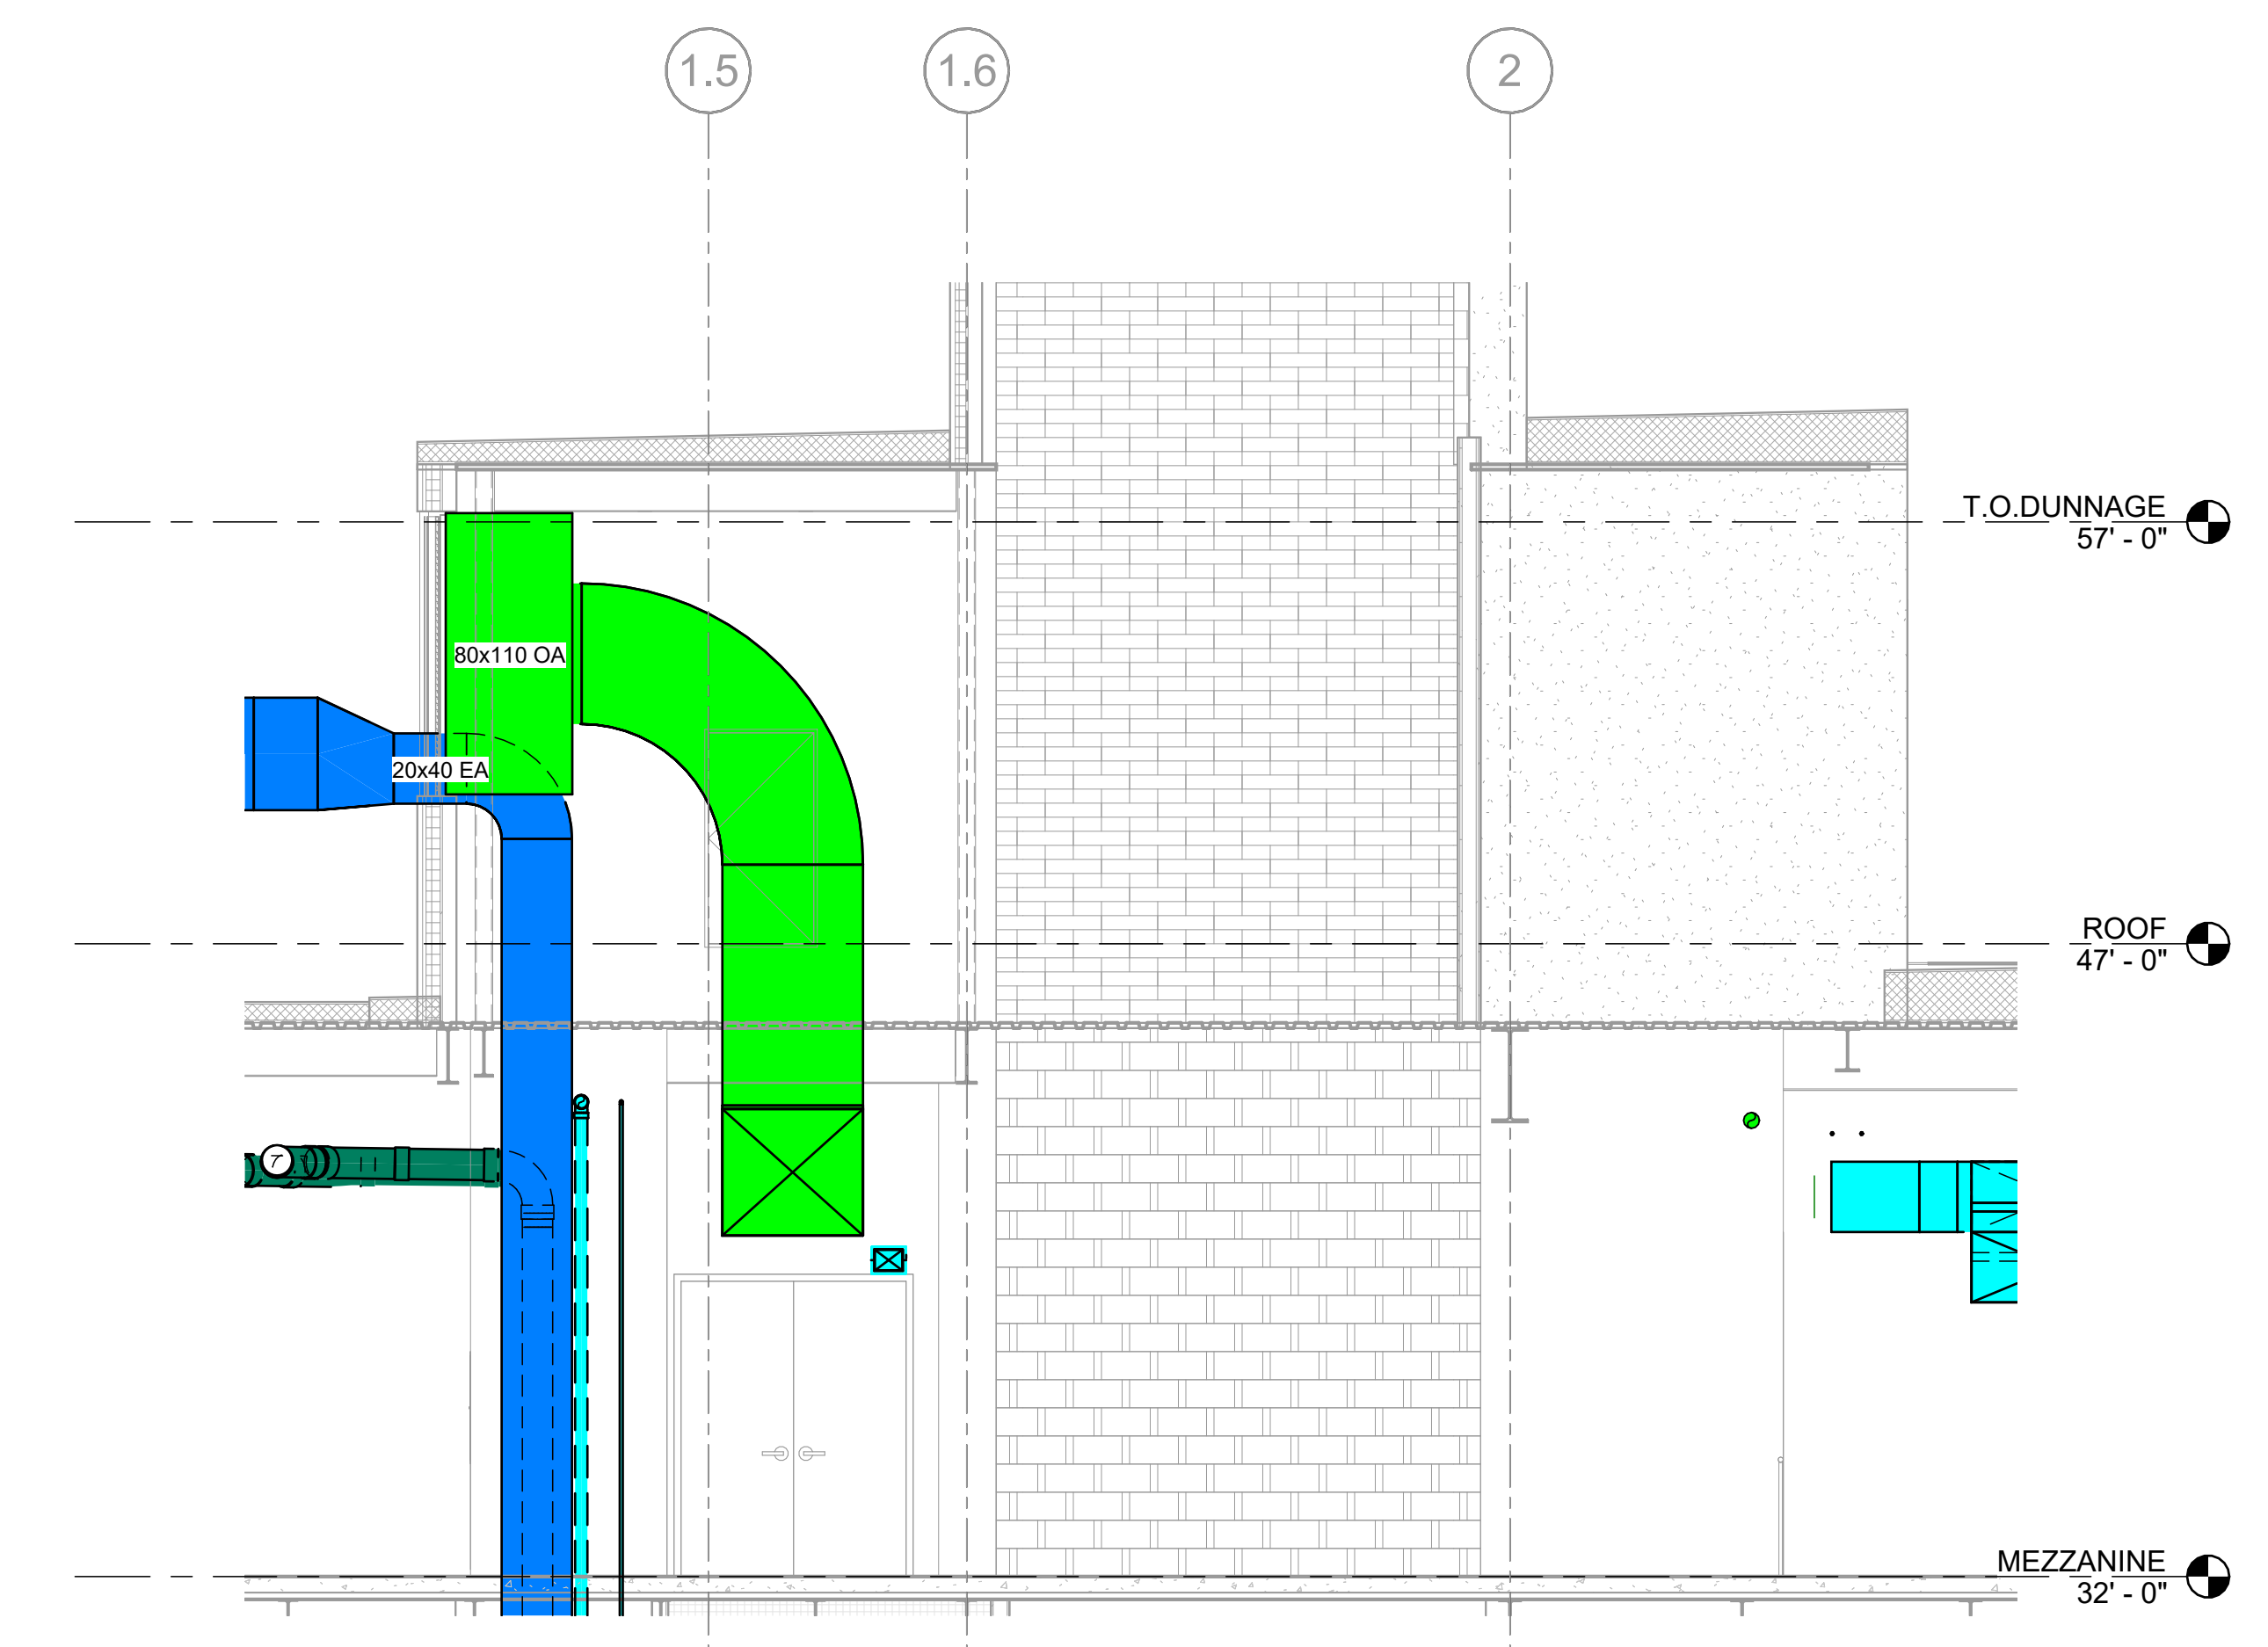 1.5
1.6
2
T.O.DUNNAGE
57' - 0"
80x110 OA
20x40 EA
ROOF
47' - 0"
MEZZANINE
32' - 0"